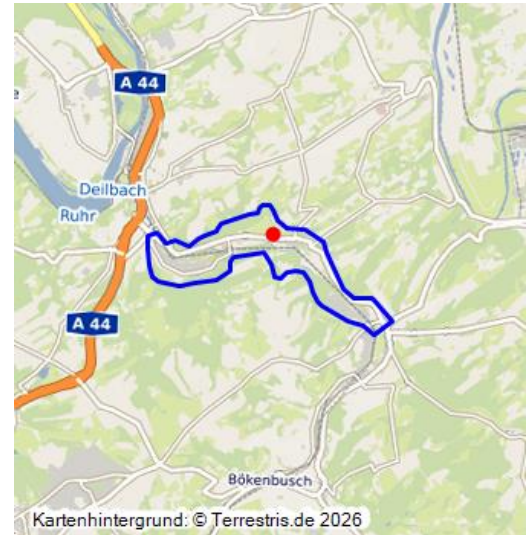 A 44
Deilbach
Ruhr
A 44
Bökenbusch
Kartenhintergrund: © Terrestris.de 2026